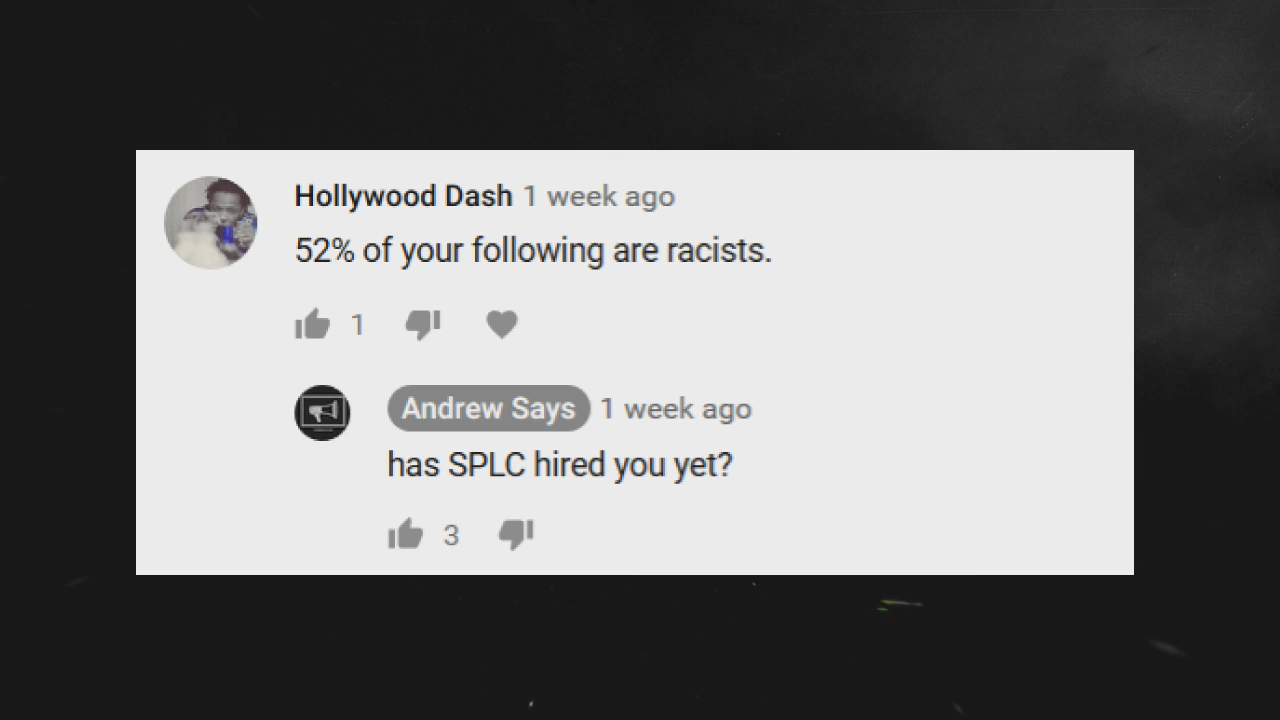 Hollywood Dash 1 week ago
52% of your following are racists.
1
Andrew Says 1 week ago
has SPLC hired you yet?
3